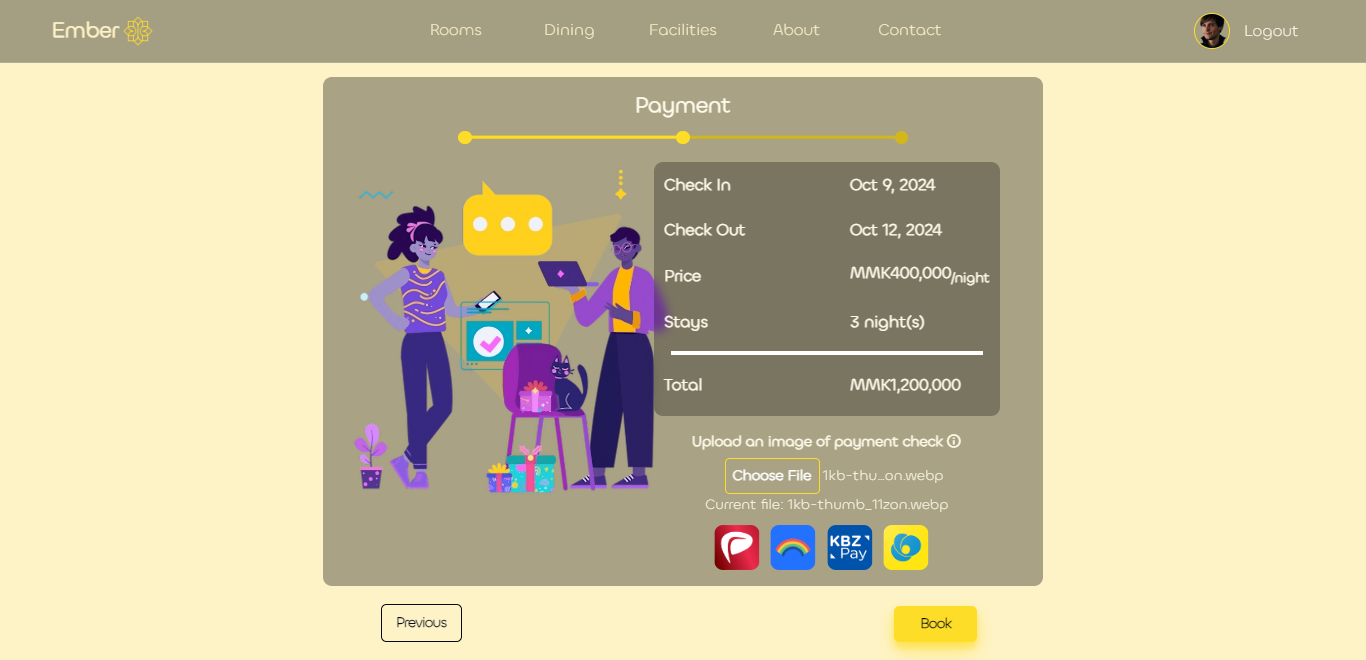 Ember Rooms Dining Facilities About Contact Logout
Payment
Check In Oct 9, 2024
Check Out Oct 12, 2024
Price MMK400,000/night
Stays 3 night(s)
Total MMK1,200,000
Upload an image of payment check
Choose File 1kb-thu...on.webp
Current file: 1kb-thumb_11zon.webp
KBZ
Pay
Previous Book